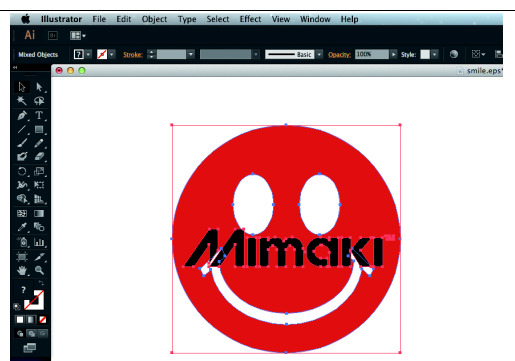 Illustrator File Edit Object Type Select Effect View Window Help
Ai Br
Mixed Objects ? Stroke: Basic Opacity: 100% Style:
smile.eps*
T
Mimaki
?